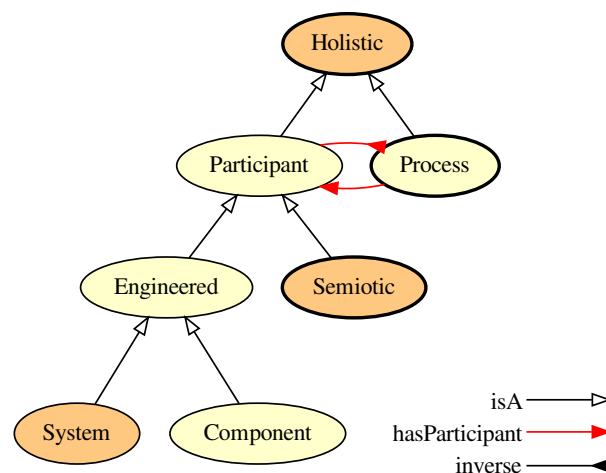 Holistic
Participant
Process
Engineered
Semiotic
System
Component
isA
hasParticipant
inverse